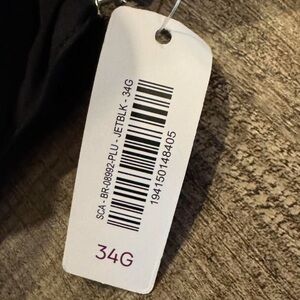 SCA - BR-08992-PLU - JETBLK - 34G
194150148405
34G